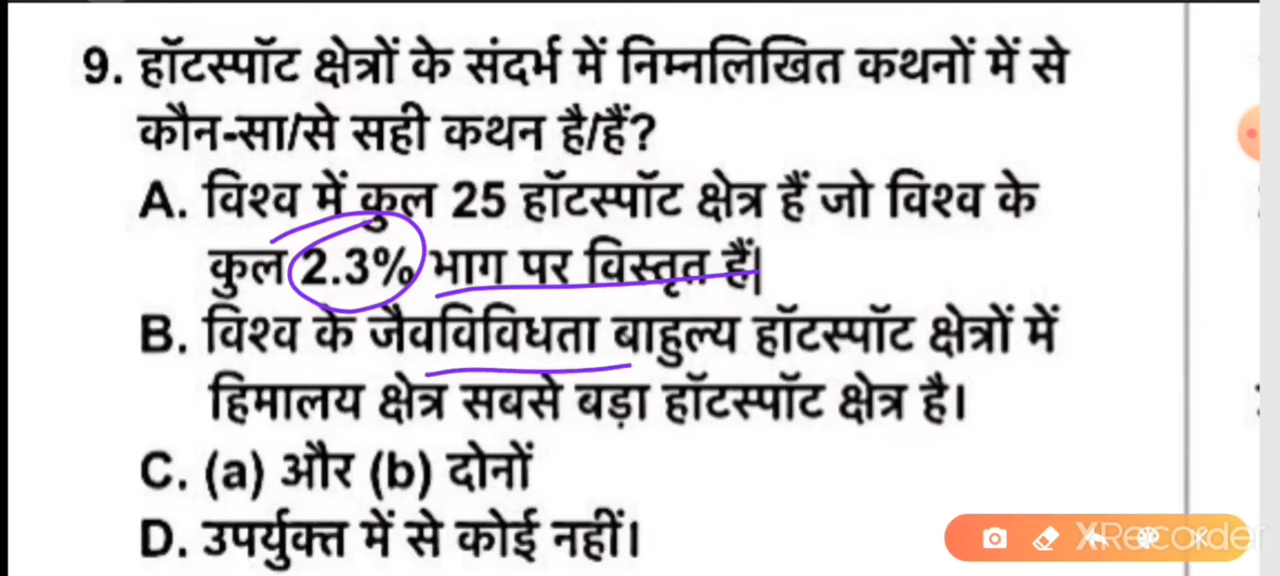 9. हॉटस्पॉट क्षेत्रों के संदर्भ में निम्नलिखित कथनों में से
कौन-सा/से सही कथन है/हैं?
A. विश्व में कुल 25 हॉटस्पॉट क्षेत्र हैं जो विश्व के
कुल 2.3% भाग पर विस्तृत हैं|
B. विश्व के जैवविविधता बाहुल्य हॉटस्पॉट क्षेत्रों में
हिमालय क्षेत्र सबसे बड़ा हॉटस्पॉट क्षेत्र है।
C. (a) और (b) दोनों
D. उपर्युक्त में से कोई नहीं।
XRecorder